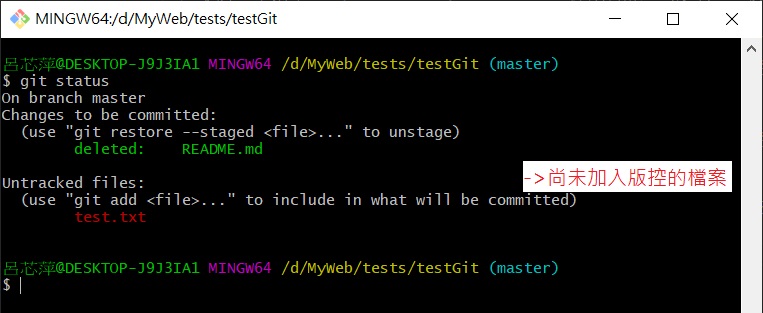 MINGW64:/d/MyWeb/tests/testGit
呂芯萍@DESKTOP-J9J3IA1 MINGW64 /d/MyWeb/tests/testGit (master)
$ git status
On branch master
Changes to be committed:
(use "git restore --staged <file>..." to unstage)
deleted: README.md
->尚未加入版控的檔案
Untracked files:
(use "git add <file>..." to include in what will be committed)
test.txt
呂芯萍@DESKTOP-J9J3IA1 MINGW64 /d/MyWeb/tests/testGit (master)
$